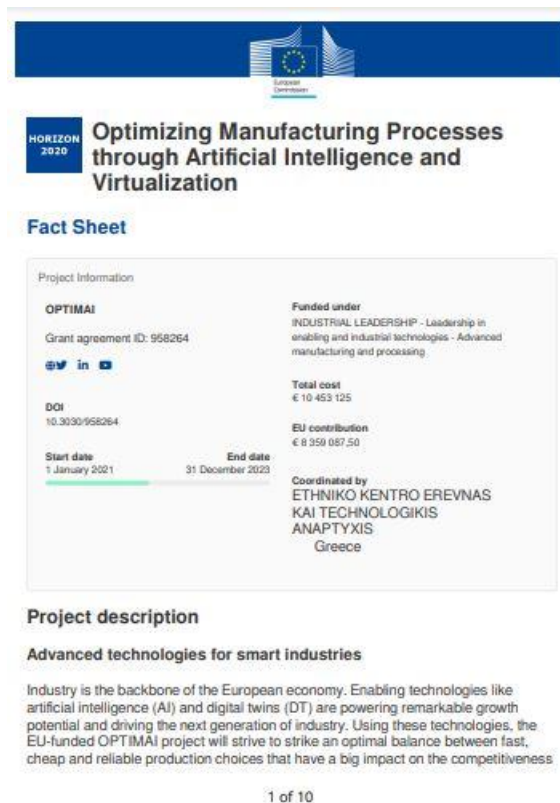 European
Commission
HORIZON
2020
Optimizing Manufacturing Processes
through Artificial Intelligence and
Virtualization
Fact Sheet
Project Information
OPTIMAI
Grant agreement ID: 958264
in
DOI
10.3030/958264
Start date
1 January 2021
End date
31 December 2023
Funded under
INDUSTRIAL LEADERSHIP - Leadership in
enabling and industrial technologies - Advanced
manufacturing and processing
Total cost
€ 10 453 125
EU contribution
€ 8 359 087,50
Coordinated by
ETHNIKO KENTRO EREVNAS
KAI TECHNOLOGIKIS
ANAPTYXIS
Greece
Project description
Advanced technologies for smart industries
Industry is the backbone of the European economy. Enabling technologies like
artificial intelligence (AI) and digital twins (DT) are powering remarkable growth
potential and driving the next generation of industry. Using these technologies, the
EU-funded OPTIMAI project will strive to strike an optimal balance between fast,
cheap and reliable production choices that have a big impact on the competitiveness
1 of 10